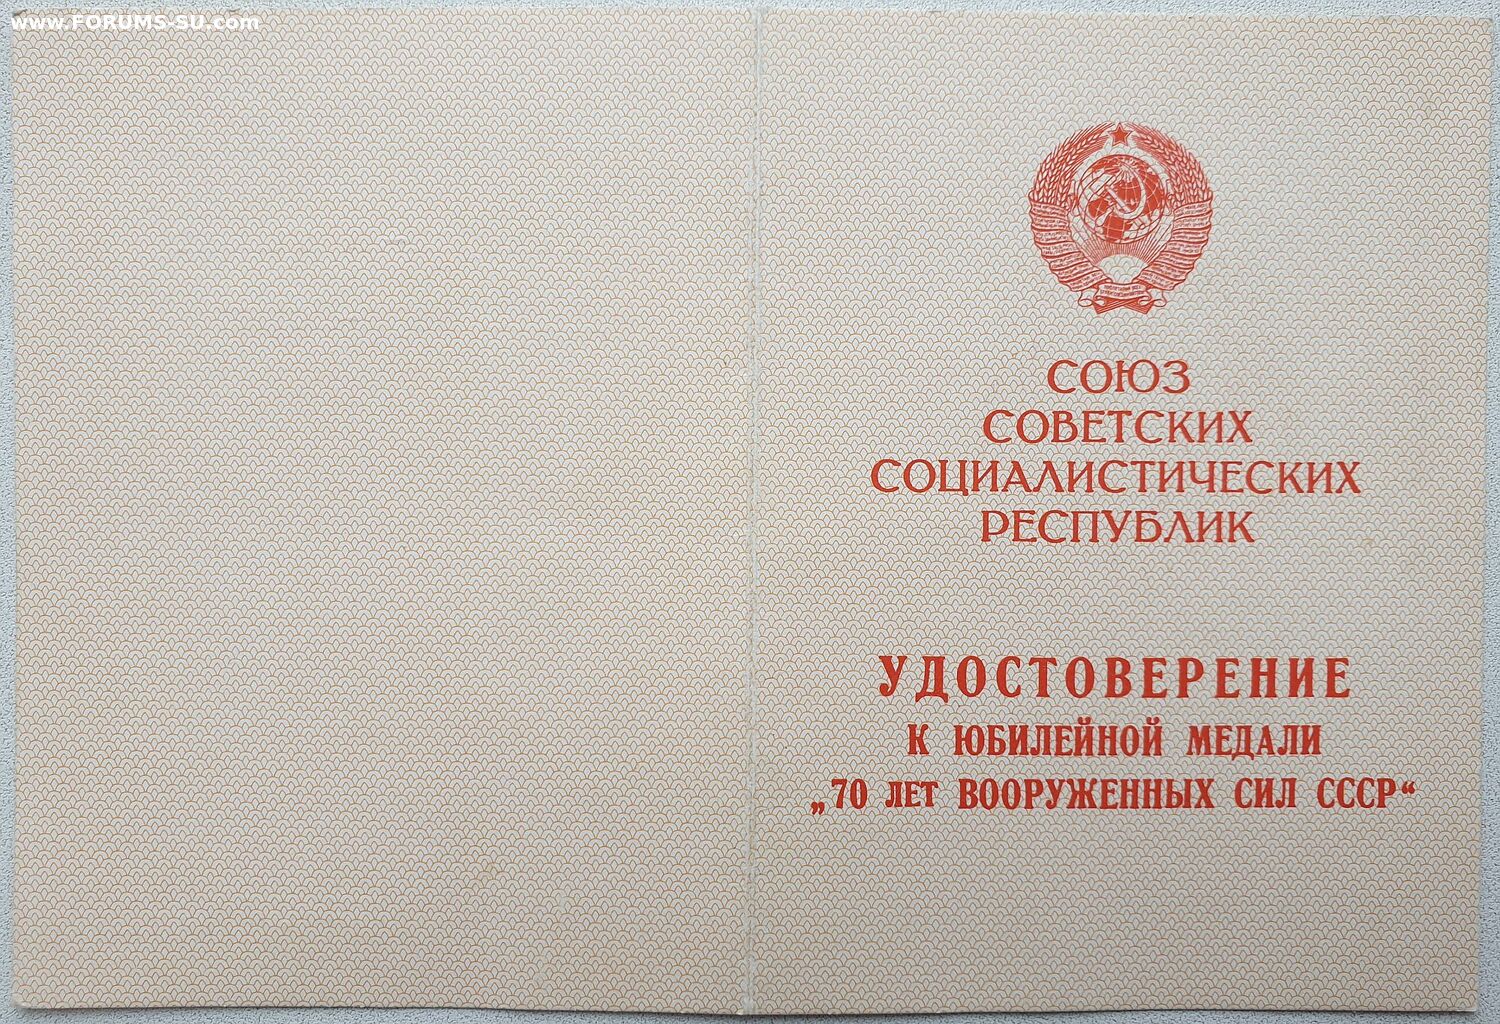 www.FORUMS-SU.com
СОЮЗ
СОВЕТСКИХ
СОЦИАЛИСТИЧЕСКИХ
РЕСПУБЛИК
УДОСТОВЕРЕНИЕ
К ЮБИЛЕЙНОЙ МЕДАЛИ
„70 ЛЕТ ВООРУЖЕННЫХ СИЛ СССР“